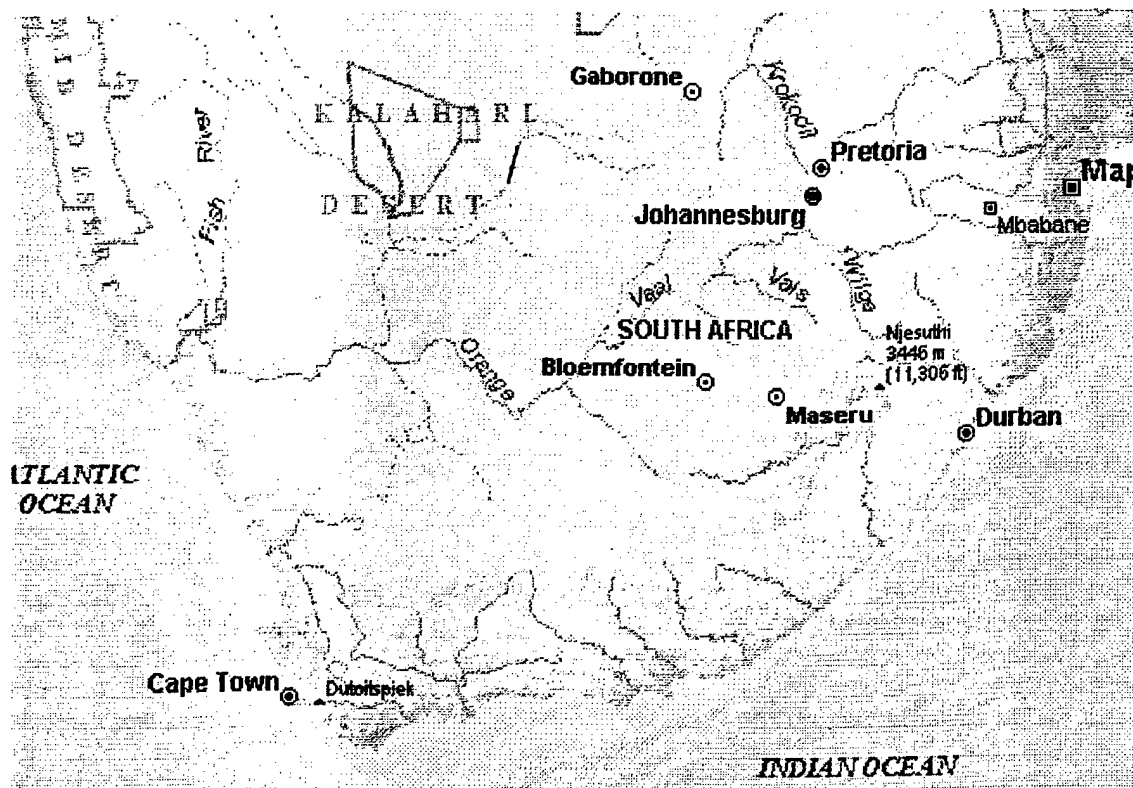 Gaborone
Krokodil
KALAHARI
River
Pretoria
Map
DESERT
Fish
Johannesburg
Mbabane
Vaal
Vals
Wilge
SOUTH AFRICA
Njesuthi
3446 m
(11,306 ft)
Orange
Bloemfontein
Maseru
Durban
ATLANTIC
OCEAN
Cape Town
Dutoitspiek
INDIAN OCEAN